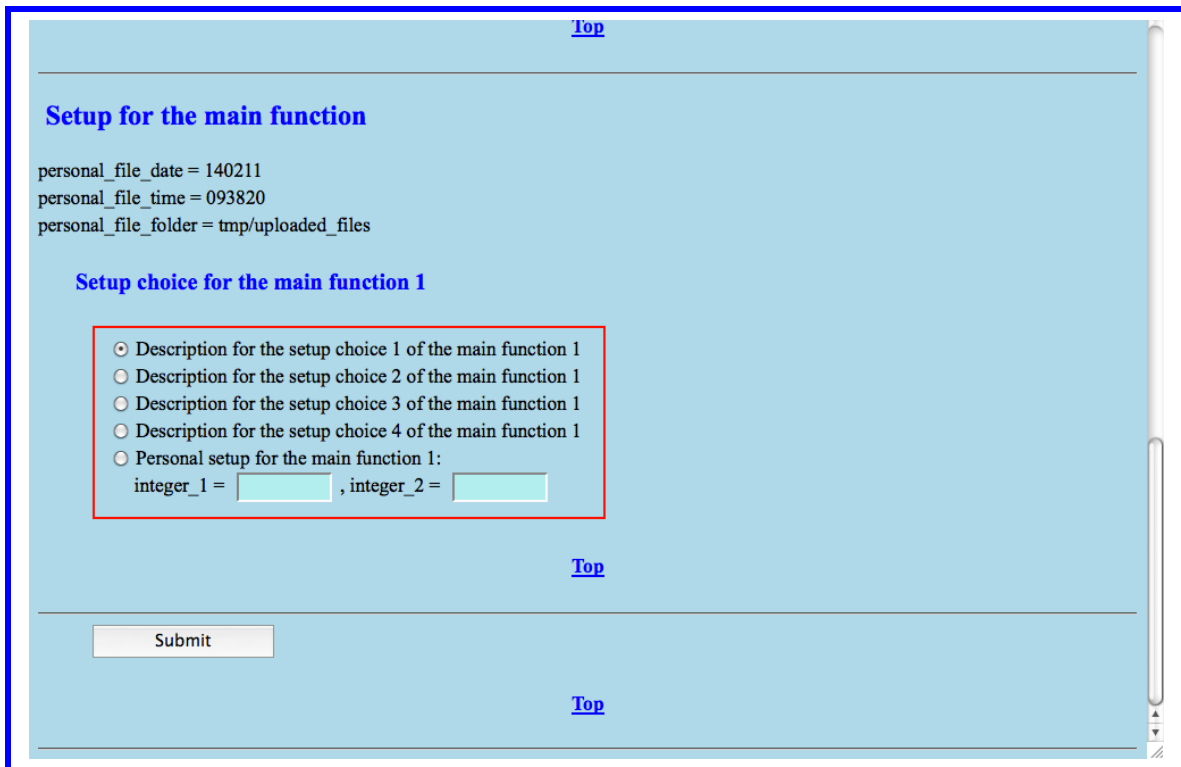 Top
Setup for the main function
personal_file_date = 140211
personal_file_time = 093820
personal_file_folder = tmp/uploaded_files
Setup choice for the main function 1
Description for the setup choice 1 of the main function 1
Description for the setup choice 2 of the main function 1
Description for the setup choice 3 of the main function 1
Description for the setup choice 4 of the main function 1
Personal setup for the main function 1:
integer_1 = , integer_2 =
Top
Submit
Top